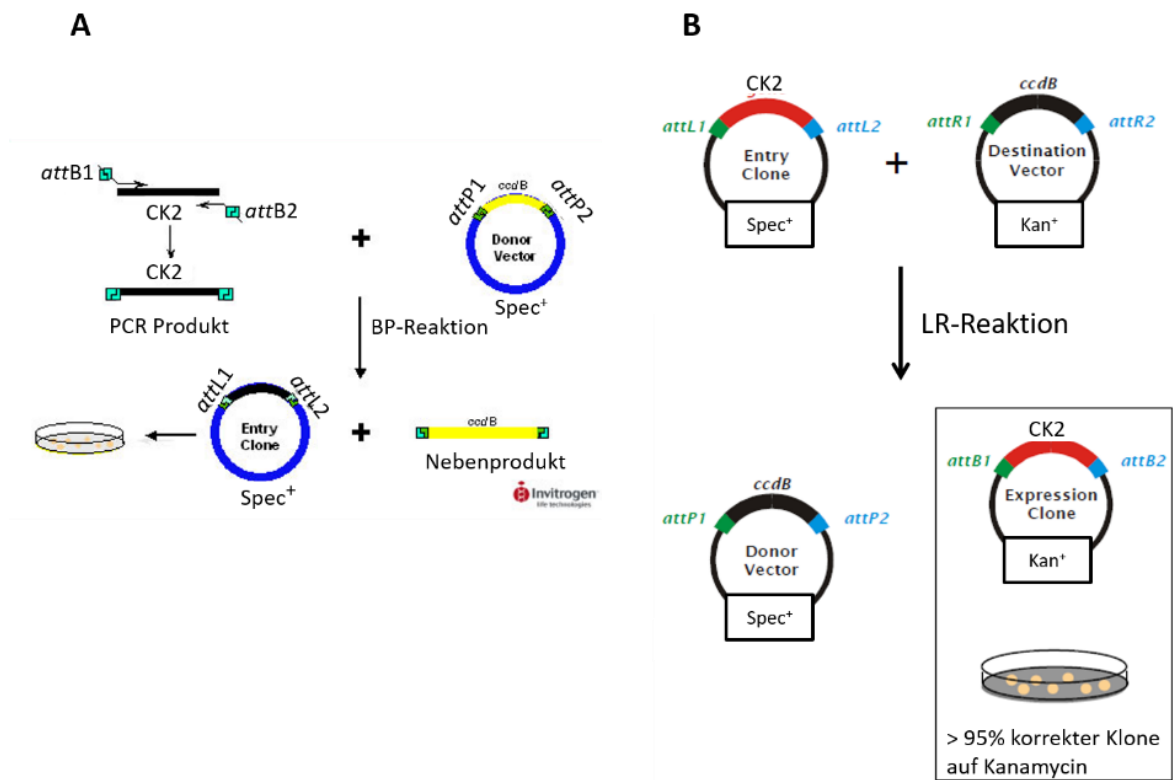 A
attB1
CK2
attB2
CK2
PCR Produkt
+
attP1
ccdB
attP2
Donor
Vector
Spec⁺
BP-Reaktion
attL1
attL2
Entry
Clone
Spec⁺
+
ccdB
Nebenprodukt
Invitrogen
life technologies
B
CK2
attL1
attL2
Entry
Clone
Spec⁺
+
ccdB
attR1
attR2
Destination
Vector
Kan⁺
LR-Reaktion
ccdB
attP1
attP2
Donor
Vector
Spec⁺
CK2
attB1
attB2
Expression
Clone
Kan⁺
> 95% korrekter Klone
auf Kanamycin